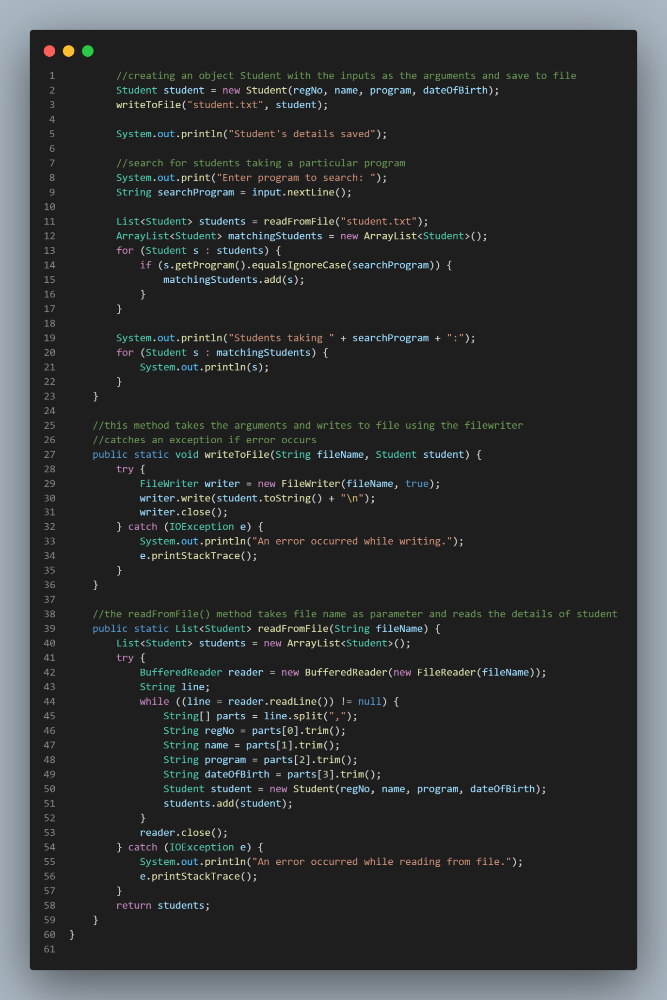 1 //creating an object Student with the inputs as the arguments and save to file
2 Student student = new Student(regNo, name, program, dateOfBirth);
3 writeToFile("student.txt", student);
4
5 System.out.println("Student's details saved");
6
7 //search for students taking a particular program
8 System.out.print("Enter program to search: ");
9 String searchProgram = input.nextLine();
10
11 List<Student> students = readFromFile("student.txt");
12 ArrayList<Student> matchingStudents = new ArrayList<Student>();
13 for (Student s : students) {
14 if (s.getProgram().equalsIgnoreCase(searchProgram)) {
15 matchingStudents.add(s);
16 }
17 }
18
19 System.out.println("Students taking " + searchProgram + ":");
20 for (Student s : matchingStudents) {
21 System.out.println(s);
22 }
23 }
24
25 //this method takes the arguments and writes to file using the filewriter
26 //catches an exception if error occurs
27 public static void writeToFile(String fileName, Student student) {
28 try {
29 FileWriter writer = new FileWriter(fileName, true);
30 writer.write(student.toString() + "\n");
31 writer.close();
32 } catch (IOException e) {
33 System.out.println("An error occurred while writing.");
34 e.printStackTrace();
35 }
36 }
37
38 //the readFromFile() method takes file name as parameter and reads the details of student
39 public static List<Student> readFromFile(String fileName) {
40 List<Student> students = new ArrayList<Student>();
41 try {
42 BufferedReader reader = new BufferedReader(new FileReader(fileName));
43 String line;
44 while ((line = reader.readLine()) != null) {
45 String[] parts = line.split(",");
46 String regNo = parts[0].trim();
47 String name = parts[1].trim();
48 String program = parts[2].trim();
49 String dateOfBirth = parts[3].trim();
50 Student student = new Student(regNo, name, program, dateOfBirth);
51 students.add(student);
52 }
53 reader.close();
54 } catch (IOException e) {
55 System.out.println("An error occurred while reading from file.");
56 e.printStackTrace();
57 }
58 return students;
59 }
60 }
61